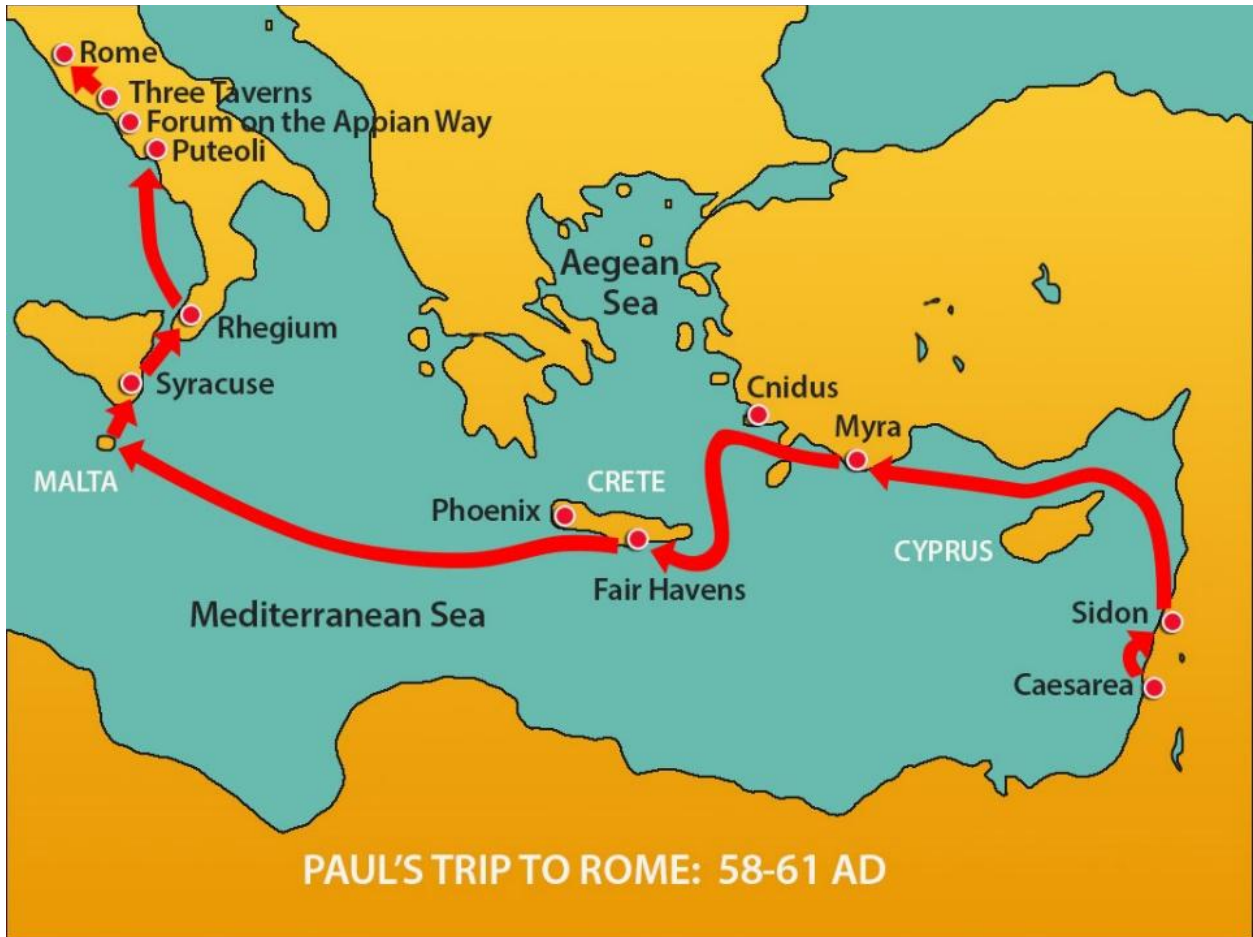 Rome
Three Taverns
Forum on the Appian Way
Puteoli
Aegean
Sea
Rhegium
Syracuse
Cnidus
Myra
MALTA
CRETE
Phoenix
CYPRUS
Fair Havens
Mediterranean Sea
Sidon
Caesarea
PAUL'S TRIP TO ROME: 58-61 AD